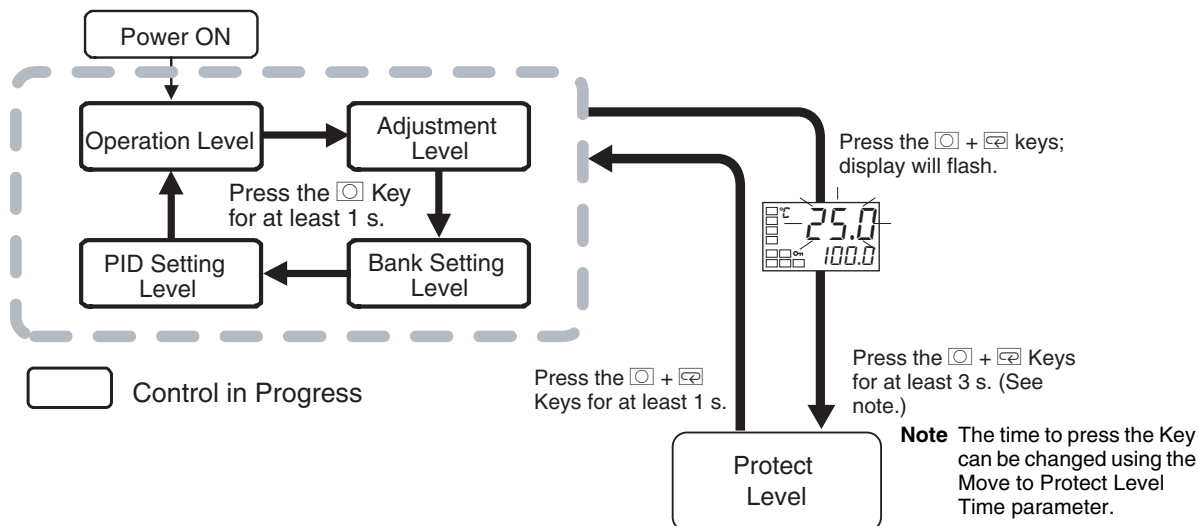 Power ON
Operation Level
Adjustment
Level
Press the Key
for at least 1 s.
PID Setting
Level
Bank Setting
Level
Control in Progress
Press the + keys;
display will flash.
°C
25.0
100.0
Press the +
Keys for at least 1 s.
Press the + Keys
for at least 3 s. (See
note.)
Protect
Level
Note The time to press the Key
can be changed using the
Move to Protect Level
Time parameter.